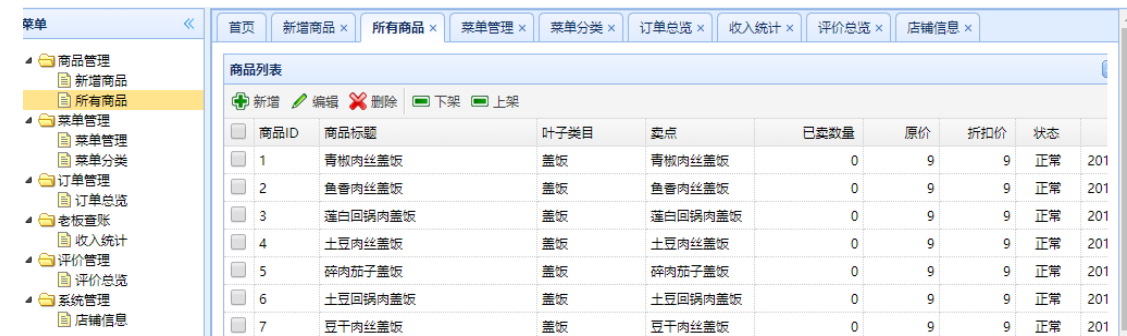 菜单
商品管理
新增商品
所有商品
菜单管理
菜单管理
菜单分类
订单管理
订单总览
老板查账
收入统计
评价管理
评价总览
系统管理
店铺信息
首页 新增商品 × 所有商品 × 菜单管理 × 菜单分类 × 订单总览 × 收入统计 × 评价总览 × 店铺信息 ×
商品列表
新增 编辑 删除 下架 上架
商品ID 商品标题 叶子类目 卖点 已卖数量 原价 折扣价 状态
1 青椒肉丝盖饭 盖饭 青椒肉丝盖饭 0 9 9 正常 201
2 鱼香肉丝盖饭 盖饭 鱼香肉丝盖饭 0 9 9 正常 201
3 莲白回锅肉盖饭 盖饭 莲白回锅肉盖饭 0 9 9 正常 201
4 土豆肉丝盖饭 盖饭 土豆肉丝盖饭 0 9 9 正常 201
5 碎肉茄子盖饭 盖饭 碎肉茄子盖饭 0 9 9 正常 201
6 土豆回锅肉盖饭 盖饭 土豆回锅肉盖饭 0 9 9 正常 201
7 豆干肉丝盖饭 盖饭 豆干肉丝盖饭 0 9 9 正常 201